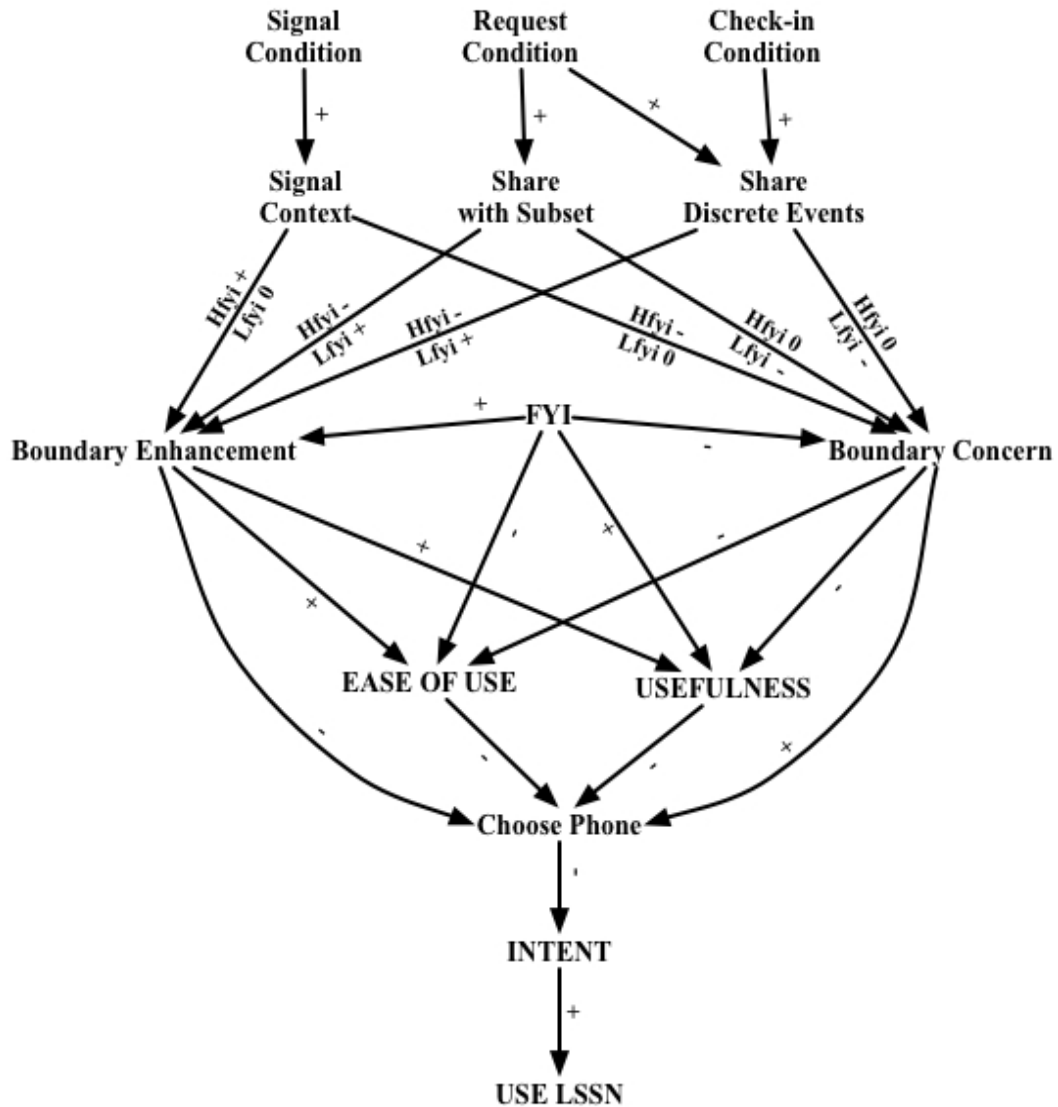 Signal
Condition
Request
Condition
Check-in
Condition
+
+
+
+
Signal
Context
Share
with Subset
Share
Discrete Events
Hfyi +
Lfyi 0
Hfyi -
Lfyi +
Hfyi -
Lfyi +
Hfyi -
Lfyi 0
Hfyi 0
Lfyi -
Hfyi 0
Lfyi -
+
FYI
-
Boundary Enhancement
Boundary Concern
+
-
+
-
-
+
EASE OF USE
USEFULNESS
-
-
-
+
Choose Phone
-
INTENT
+
USE LSSN